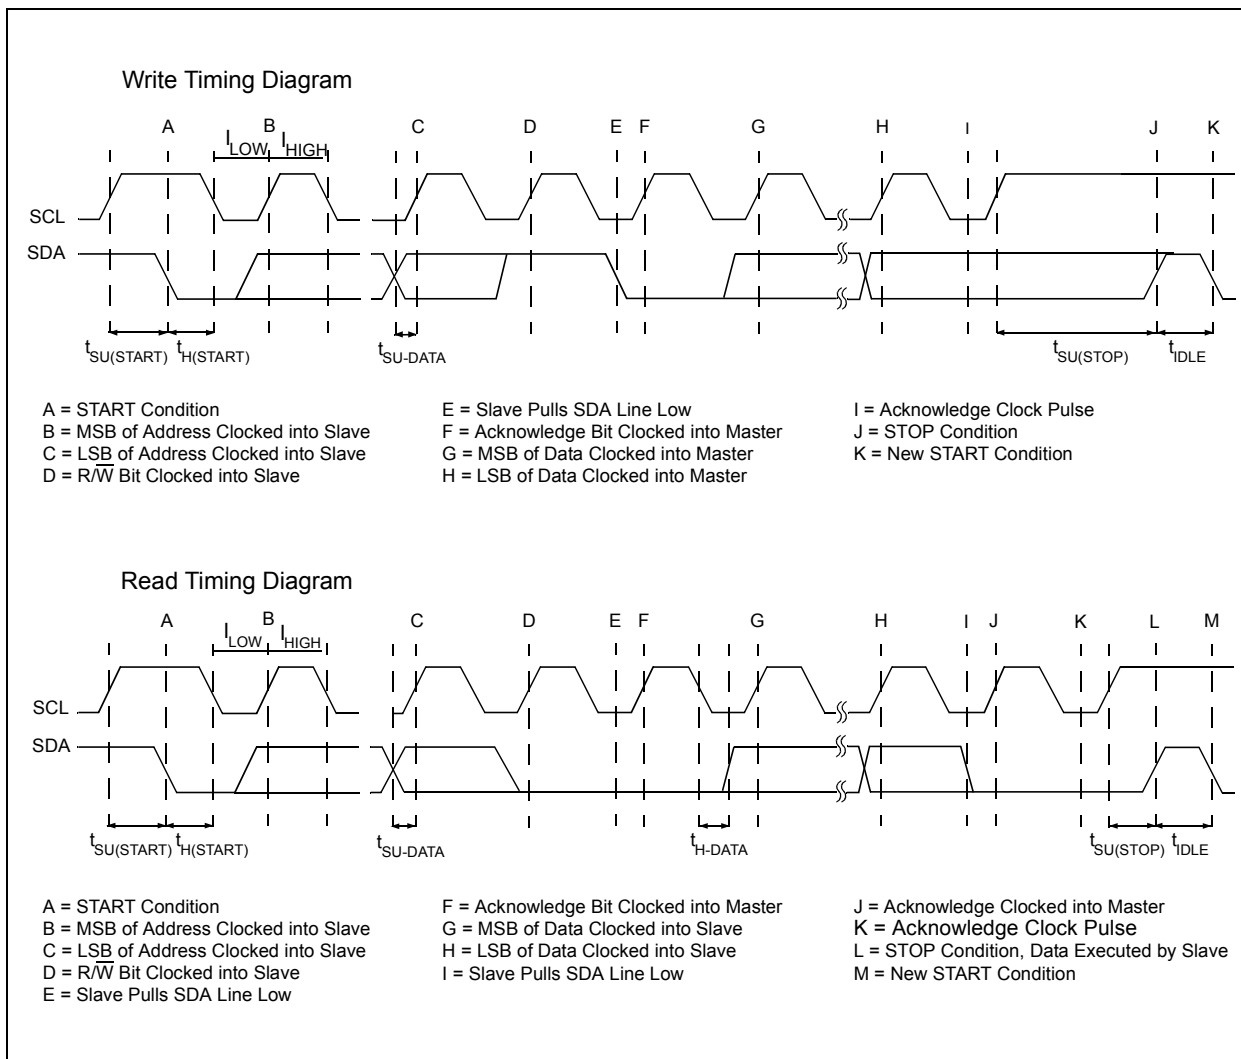 Write Timing Diagram
A B C D E F G H I J K
ILOW IHIGH
SCL
SDA
tSU(START) tH(START) tSU-DATA tSU(STOP) tIDLE
A = START Condition
B = MSB of Address Clocked into Slave
C = LSB of Address Clocked into Slave
D = R/W̅ Bit Clocked into Slave
E = Slave Pulls SDA Line Low
F = Acknowledge Bit Clocked into Master
G = MSB of Data Clocked into Master
H = LSB of Data Clocked into Master
I = Acknowledge Clock Pulse
J = STOP Condition
K = New START Condition
Read Timing Diagram
A B C D E F G H I J K L M
ILOW IHIGH
SCL
SDA
tSU(START) tH(START) tSU-DATA tH-DATA tSU(STOP) tIDLE
A = START Condition
B = MSB of Address Clocked into Slave
C = LSB of Address Clocked into Slave
D = R/W̅ Bit Clocked into Slave
E = Slave Pulls SDA Line Low
F = Acknowledge Bit Clocked into Master
G = MSB of Data Clocked into Slave
H = LSB of Data Clocked into Slave
I = Slave Pulls SDA Line Low
J = Acknowledge Clocked into Master
K = Acknowledge Clock Pulse
L = STOP Condition, Data Executed by Slave
M = New START Condition